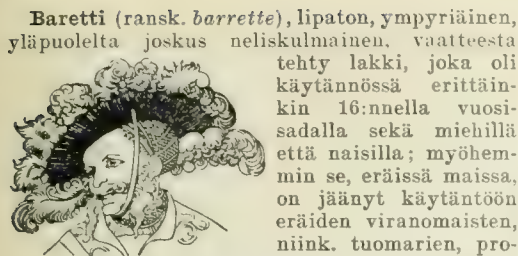 Baretti (ransk. barrette), lipaton, ympyriäinen,
yläpuolelta joskus neliskulmainen, vaatteesta
tehty lakki, joka oli
käytännössä erittäin-
kin 16:nnella vuosi-
sadalla sekä miehillä
että naisilla; myöhem-
min se, eräissä maissa,
on jäänyt käytäntöön
eräiden viranomaisten,
niink. tuomarien, pro-